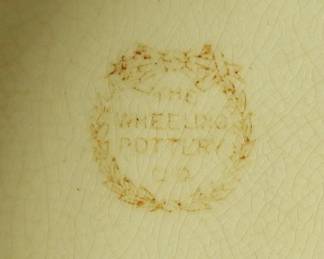 THE
WHEELING
POTTERY
CO